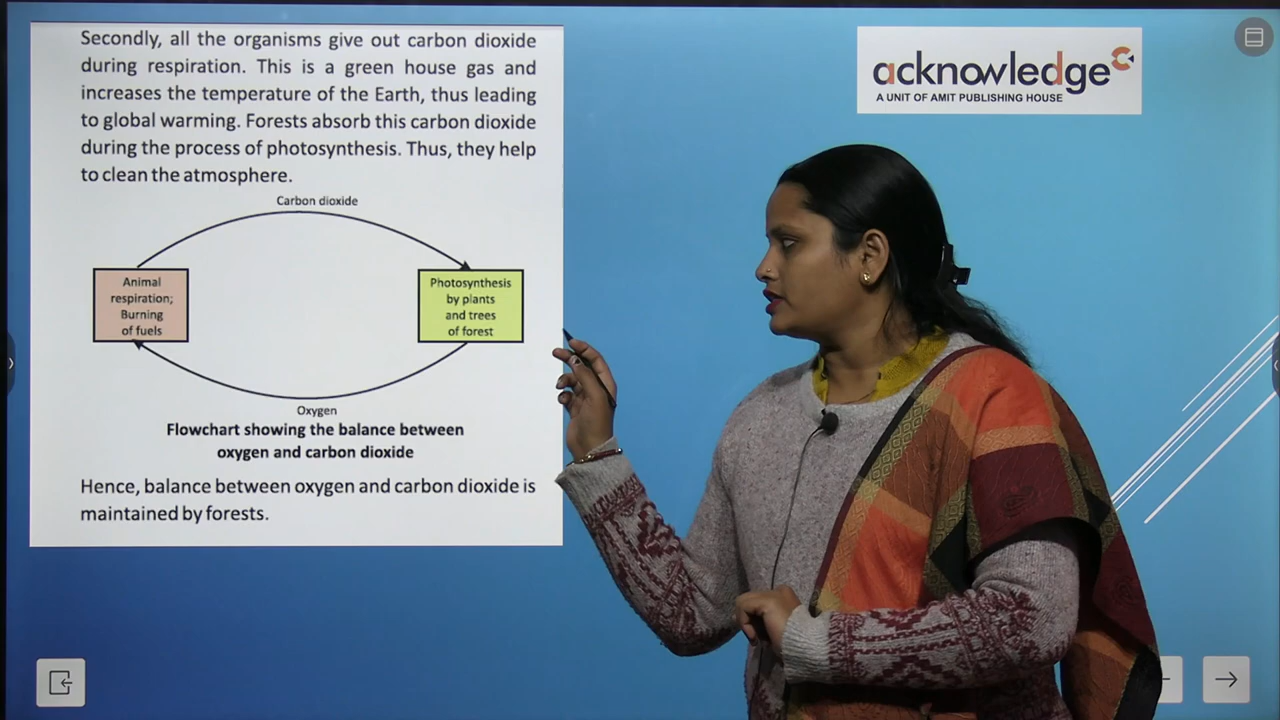 Secondly, all the organisms give out carbon dioxide
during respiration. This is a green house gas and
increases the temperature of the Earth, thus leading
to global warming. Forests absorb this carbon dioxide
during the process of photosynthesis. Thus, they help
to clean the atmosphere.
Carbon dioxide
Animal
respiration;
Burning
of fuels
Photosynthesis
by plants
and trees
of forest
Oxygen
Flowchart showing the balance between
oxygen and carbon dioxide
Hence, balance between oxygen and carbon dioxide is
maintained by forests.
acknowledge
A UNIT OF AMIT PUBLISHING HOUSE